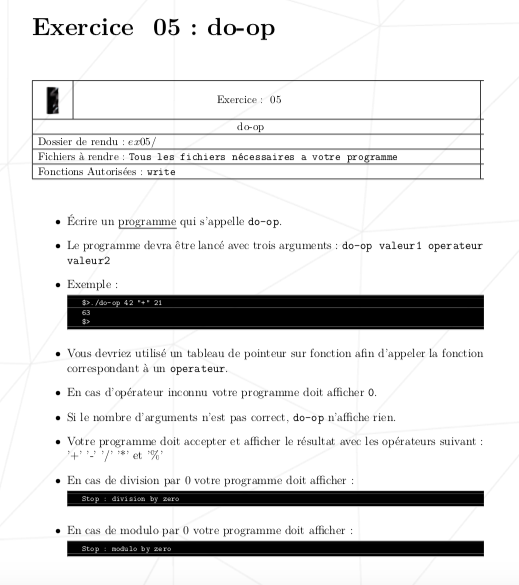 Exercice 05 : do-op
Exercice : 05
do-op
Dossier de rendu : ex05/
Fichiers à rendre : Tous les fichiers nécessaires a votre programme
Fonctions Autorisées : write
• Écrire un programme qui s'appelle do-op.
• Le programme devra être lancé avec trois arguments : do-op valeur1 operateur
valeur2
• Exemple :
$>./do-op 42 "+" 21
63
$>
• Vous devriez utilisé un tableau de pointeur sur fonction afin d'appeler la fonction
correspondant à un operateur.
• En cas d'opérateur inconnu votre programme doit afficher 0.
• Si le nombre d'arguments n'est pas correct, do-op n'affiche rien.
• Votre programme doit accepter et afficher le résultat avec les opérateurs suivant :
'+' '-' '/' '*' et '%'
• En cas de division par 0 votre programme doit afficher :
Stop : division by zero
• En cas de modulo par 0 votre programme doit afficher :
Stop : modulo by zero